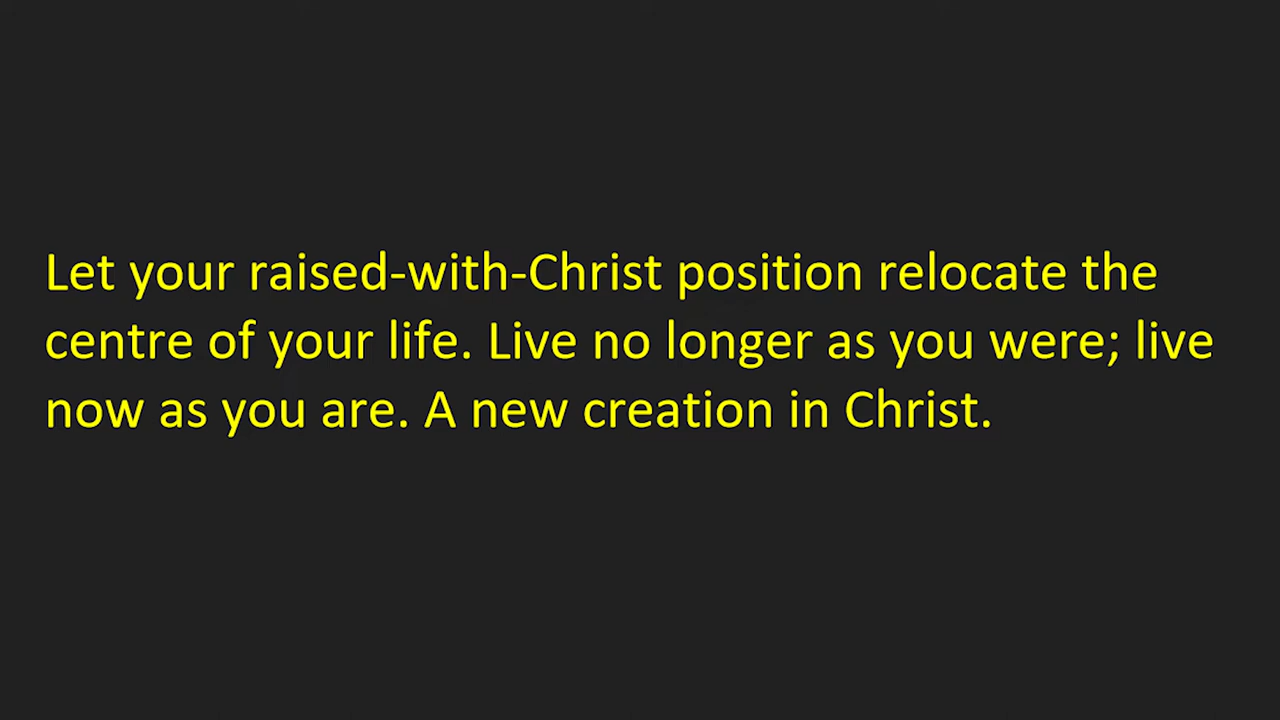 Let your raised-with-Christ position relocate the
centre of your life. Live no longer as you were; live
now as you are. A new creation in Christ.